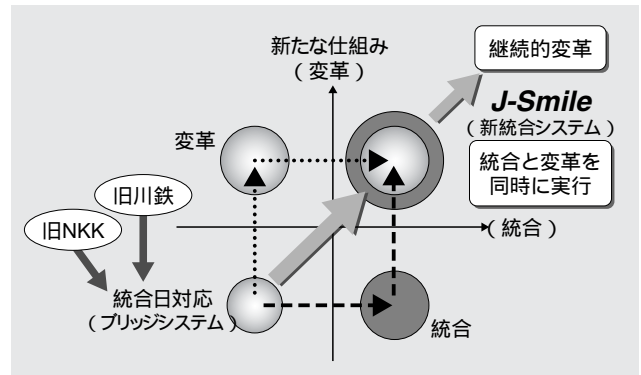 新たな仕組み
（変革）
継続的変革
J-Smile
（新統合システム）
統合と変革を
同時に実行
変革
旧川鉄
旧NKK
（統合）
統合日対応
（ブリッジシステム）
統合